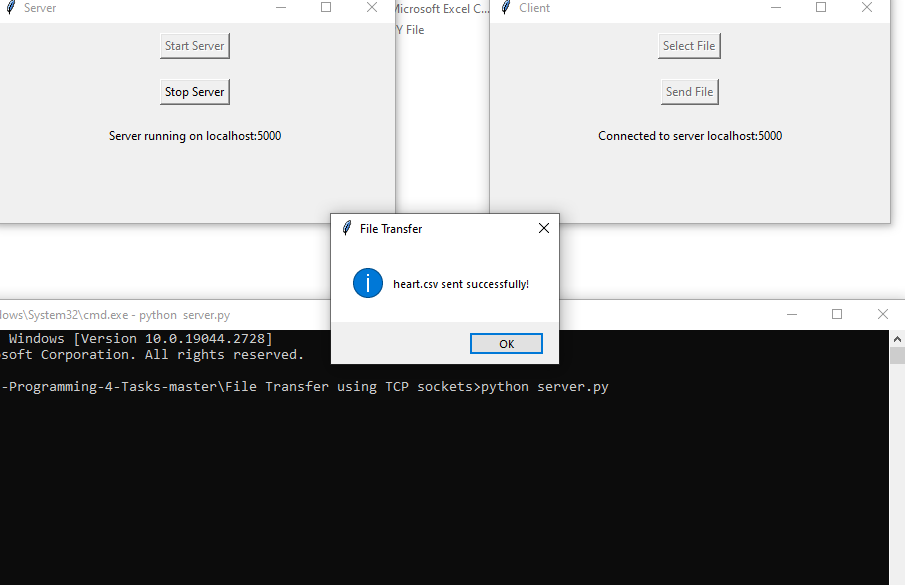 Server
Start Server
Stop Server
Server running on localhost:5000
Microsoft Excel C...
Y File
Client
Select File
Send File
Connected to server localhost:5000
File Transfer
heart.csv sent successfully!
OK
dows\System32\cmd.exe - python  server.py
Windows [Version 10.0.19044.2728]
osoft Corporation. All rights reserved.
-Programming-4-Tasks-master\File Transfer using TCP sockets>python server.py